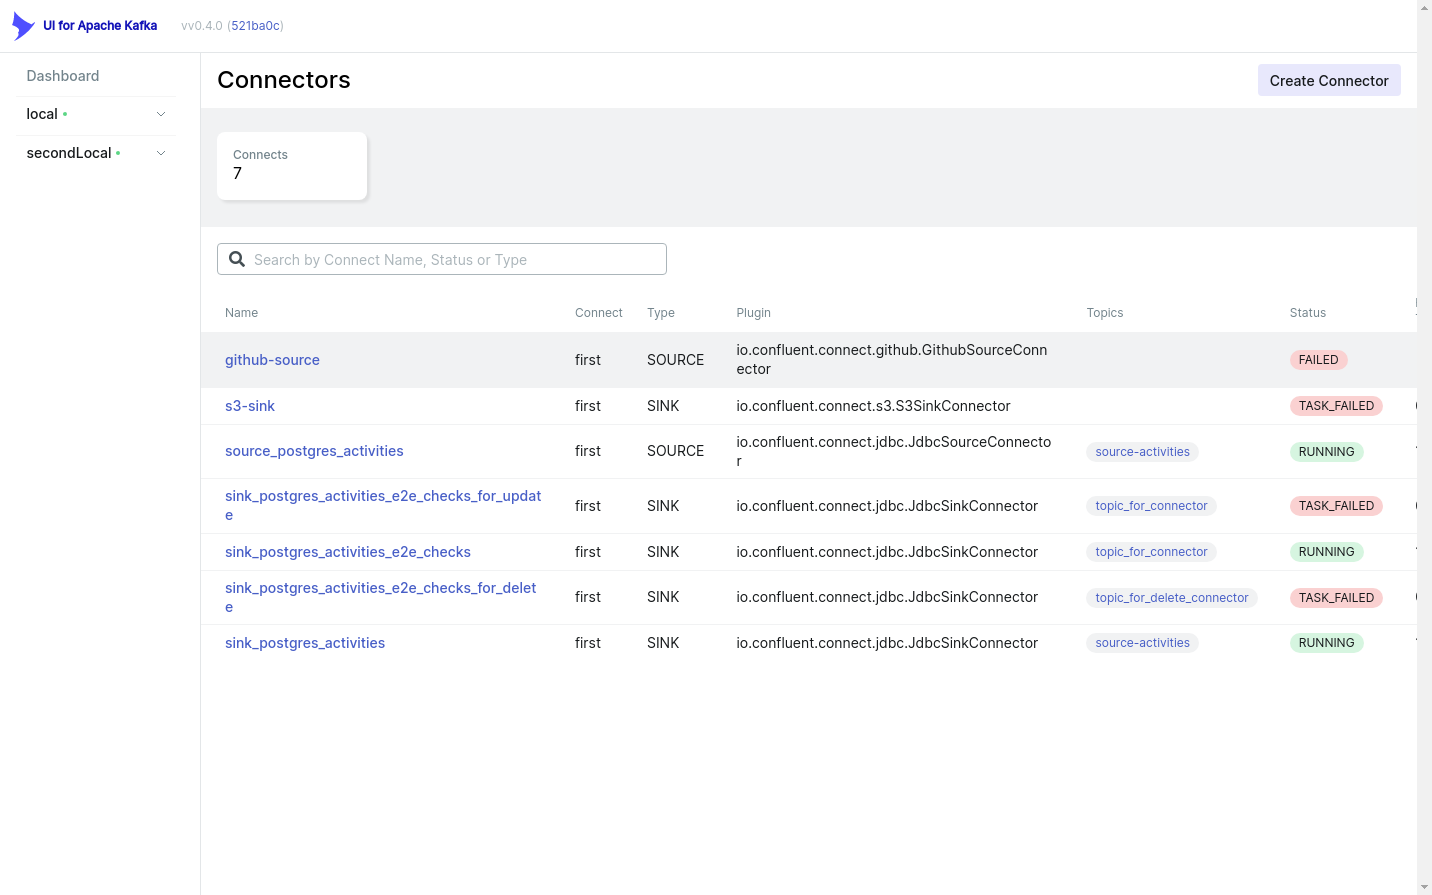 UI for Apache Kafka vv0.4.0 (521ba0c)
Dashboard
local
secondLocal
Connectors
Create Connector
Connects
7
Search by Connect Name, Status or Type
Name Connect Type Plugin Topics Status
github-source first SOURCE io.confluent.connect.github.GithubSourceConn
ector FAILED
s3-sink first SINK io.confluent.connect.s3.S3SinkConnector TASK_FAILED
source_postgres_activities first SOURCE io.confluent.connect.jdbc.JdbcSourceConnecto
r source-activities RUNNING
sink_postgres_activities_e2e_checks_for_updat
e first SINK io.confluent.connect.jdbc.JdbcSinkConnector topic_for_connector TASK_FAILED
sink_postgres_activities_e2e_checks first SINK io.confluent.connect.jdbc.JdbcSinkConnector topic_for_connector RUNNING
sink_postgres_activities_e2e_checks_for_delet
e first SINK io.confluent.connect.jdbc.JdbcSinkConnector topic_for_delete_connector TASK_FAILED
sink_postgres_activities first SINK io.confluent.connect.jdbc.JdbcSinkConnector source-activities RUNNING